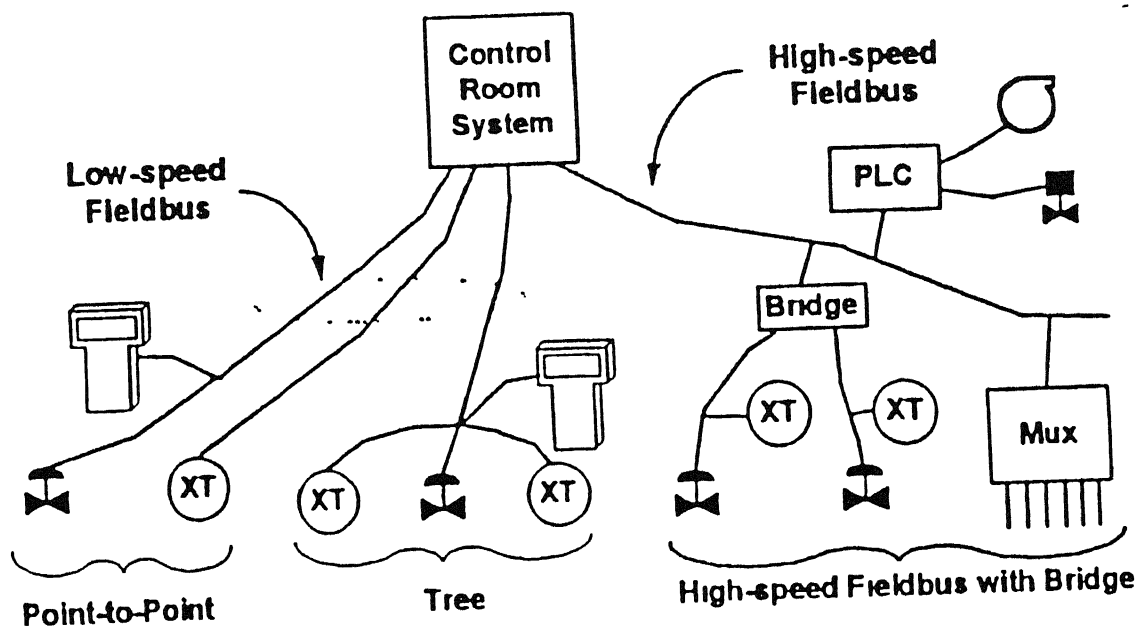 Control
Room
System
High-speed
Fieldbus
PLC
Low-speed
Fieldbus
Bridge
XT
XT
Mux
XT
XT
XT
Point-to-Point
Tree
High-speed Fieldbus with Bridge